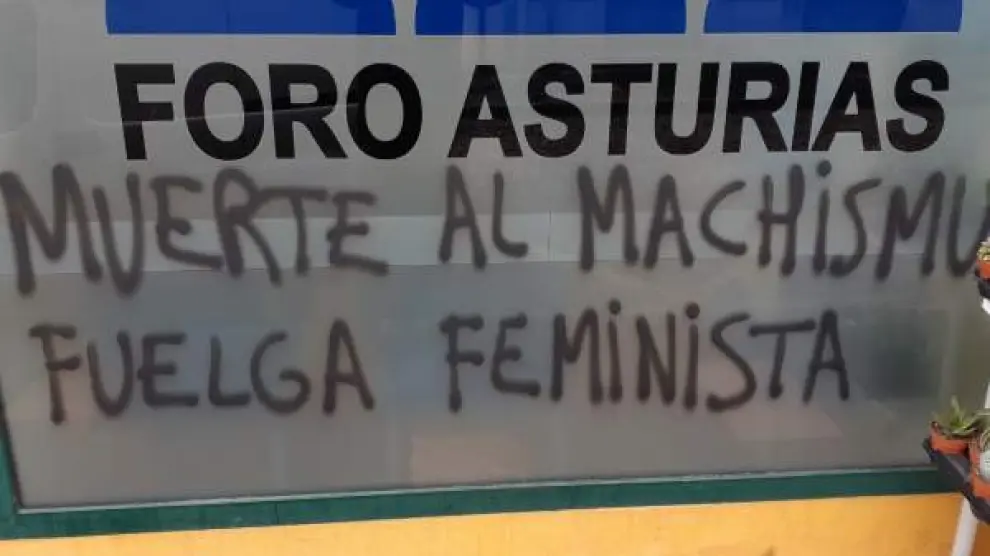 FORO ASTURIAS
MUERTE AL MACHiSMU
FUELGA FEMiNiSTA